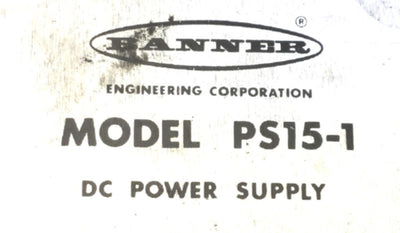 BANNER ®
ENGINEERING CORPORATION
MODEL PS15-1
DC POWER SUPPLY